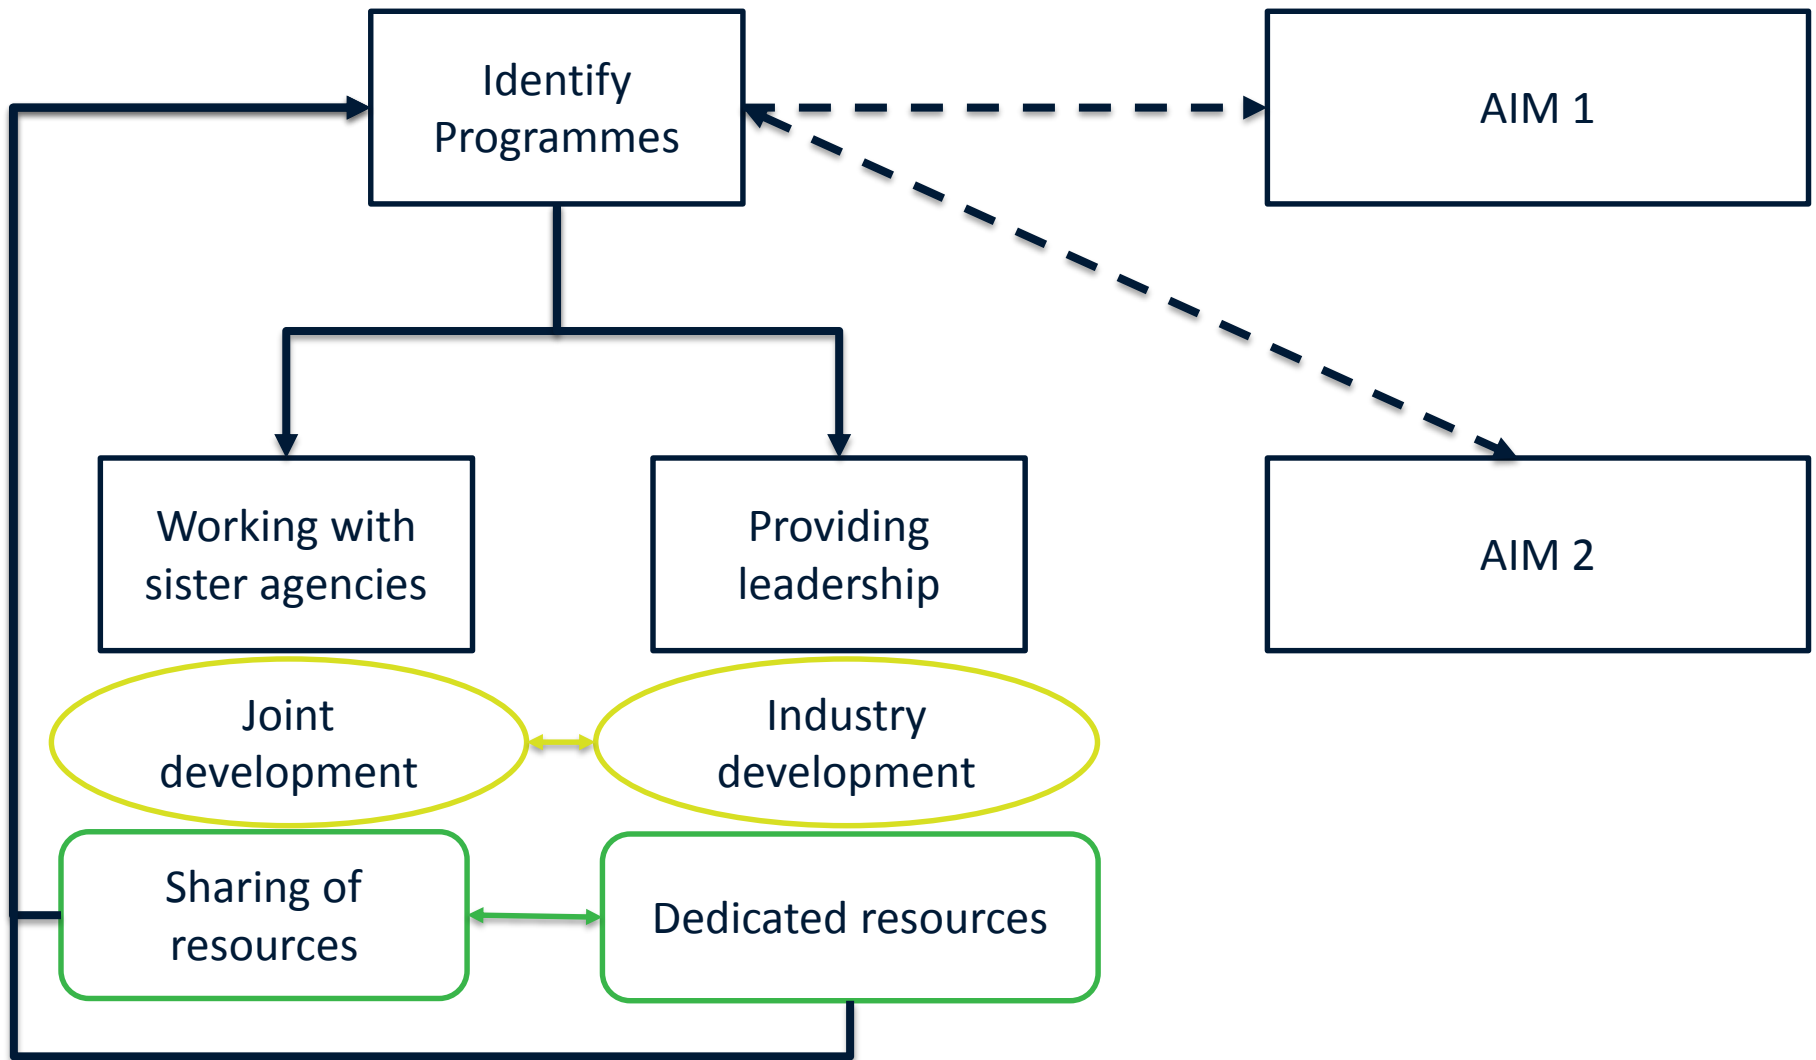 Identify
Programmes
AIM 1
Working with
sister agencies
Providing
leadership
AIM 2
Joint
development
Industry
development
Sharing of
resources
Dedicated resources